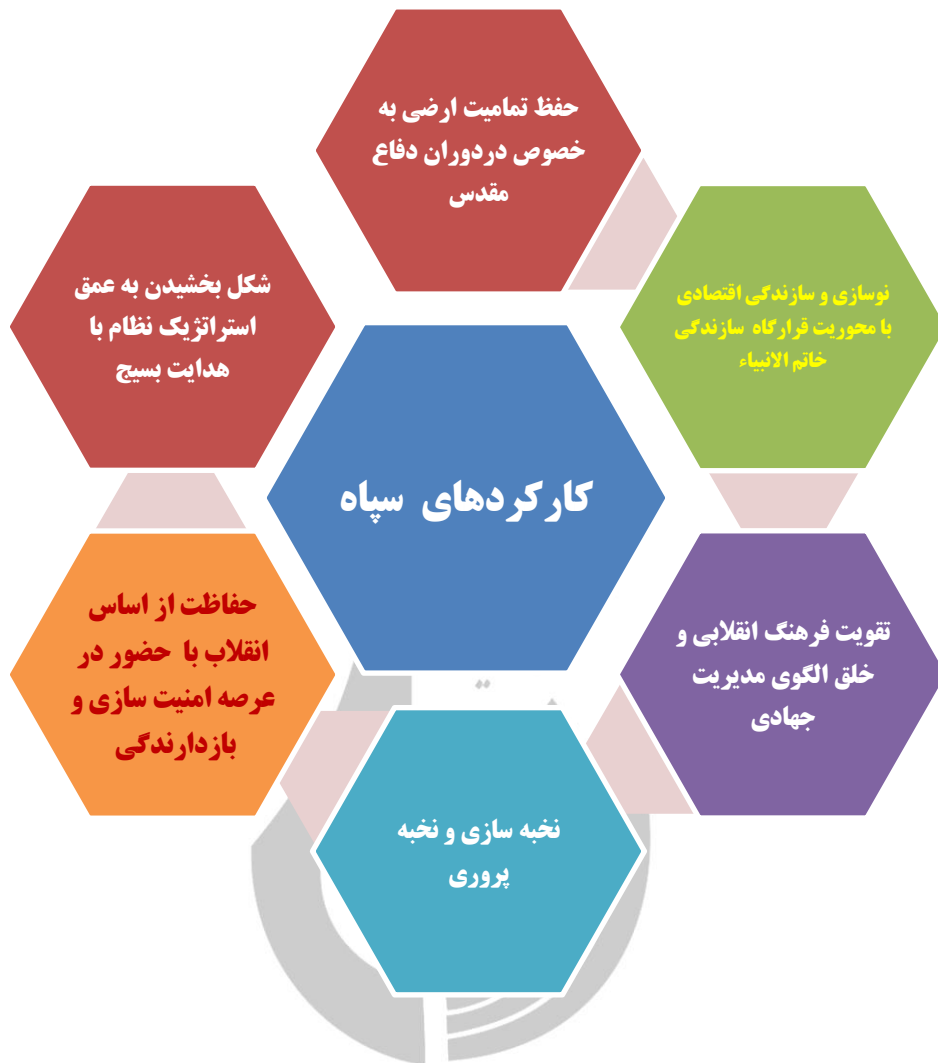 حفظ تمامیت ارضی به
خصوص در دوران دفاع
مقدس
نوسازی و سازندگی اقتصادی
با محوریت قرارگاه سازندگی
خاتم الانبیاء
شکل بخشیدن به عمق
استراتژیک نظام با
هدایت بسیج
کارکردهای سپاه
تقویت فرهنگ انقلابی و
خلق الگوی مدیریت
جهادی
حفاظت از اساس
انقلاب با حضور در
عرصه امنیت سازی و
بازدارندگی
نخبه سازی و نخبه
پروری